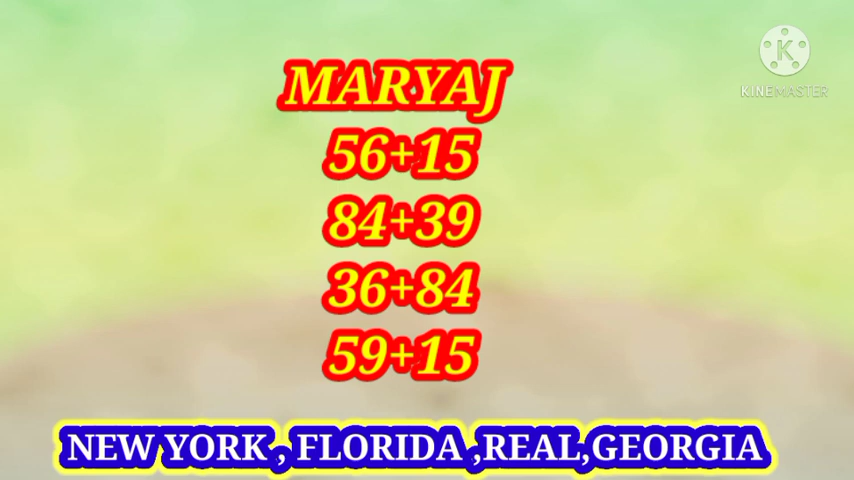 K
KINEMASTER
MARYAJ
56+15
84+39
36+84
59+15
NEW YORK , FLORIDA ,REAL,GEORGIA